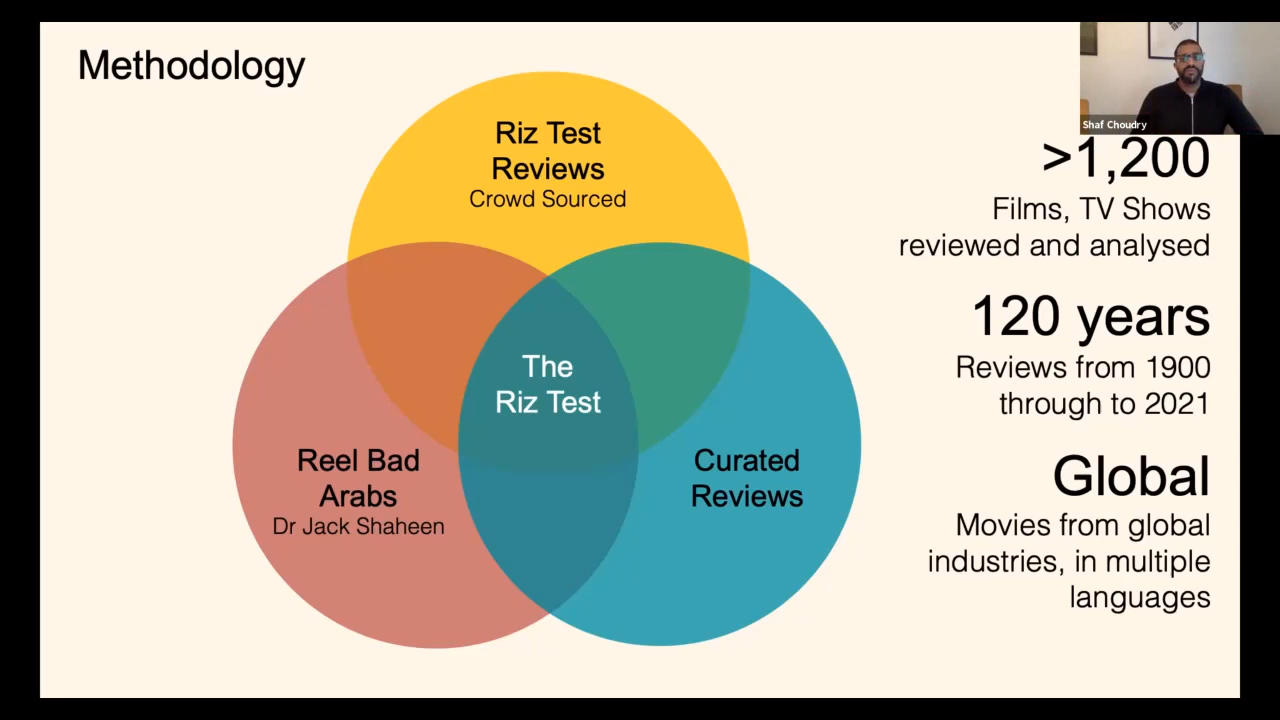 Methodology
Riz Test
Reviews
Crowd Sourced
The
Riz Test
Reel Bad
Arabs
Dr Jack Shaheen
Curated
Reviews
Shaf Choudry
>1,200
Films, TV Shows
reviewed and analysed
120 years
Reviews from 1900
through to 2021
Global
Movies from global
industries, in multiple
languages